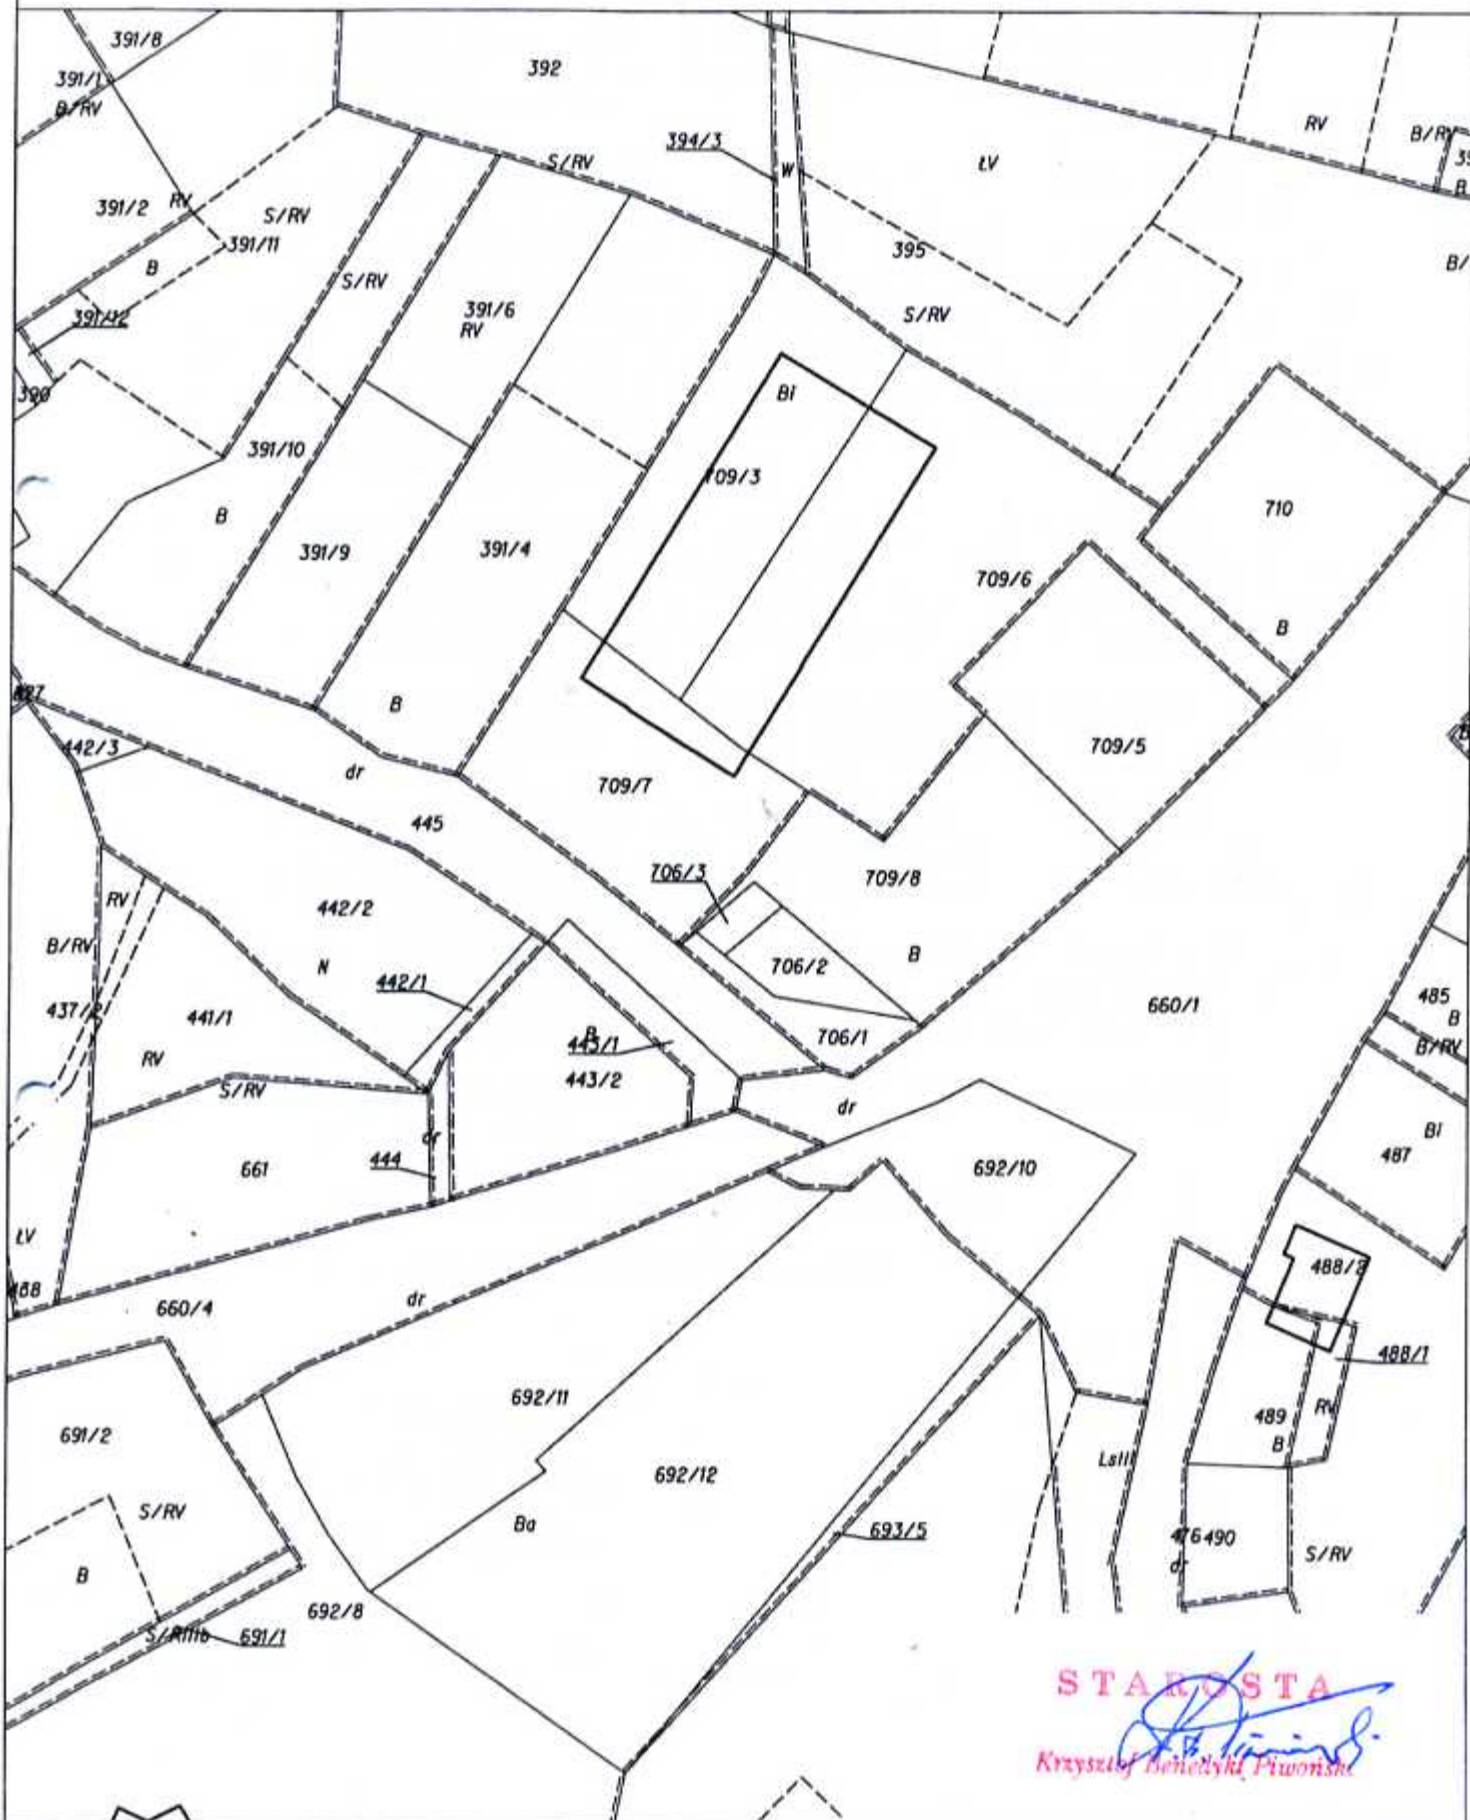 391/8
392
391/1
B/RV
RV
B/RV
394/3
S/RV
W
ŁV
B
391/2
RV
S/RV
391/11
395
B
S/RV
391/6
RV
S/RV
391/12
390
Bi
391/10
709/3
710
B
391/9
391/4
709/6
B
B
427
442/3
dr
709/7
709/5
445
706/3
709/8
RV
442/2
B/RV
N
442/1
706/2
B
660/1
485
B
437/2
441/1
B
443/1
706/1
B/RV
RV
S/RV
443/2
dr
Bi
dr
661
444
692/10
487
ŁV
488/2
488
660/4
dr
488/1
692/11
489
RV
691/2
B
692/12
LsIII
S/RV
Ba
693/5
476
490
S/RV
dr
B
692/8
S/RIIIb
691/1
STAROSTA
Krzysztof Benedykt Piwoński